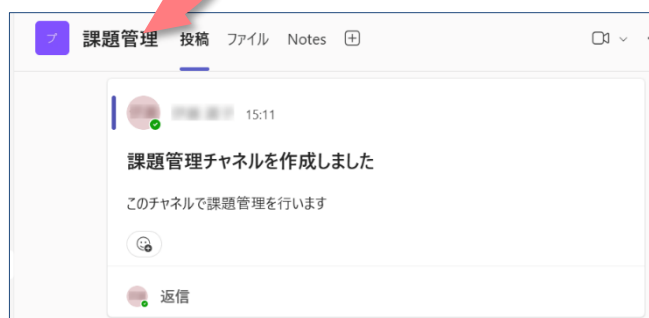 プ 課題管理 投稿 ファイル Notes
15:11
課題管理チャネルを作成しました
このチャネルで課題管理を行います
返信